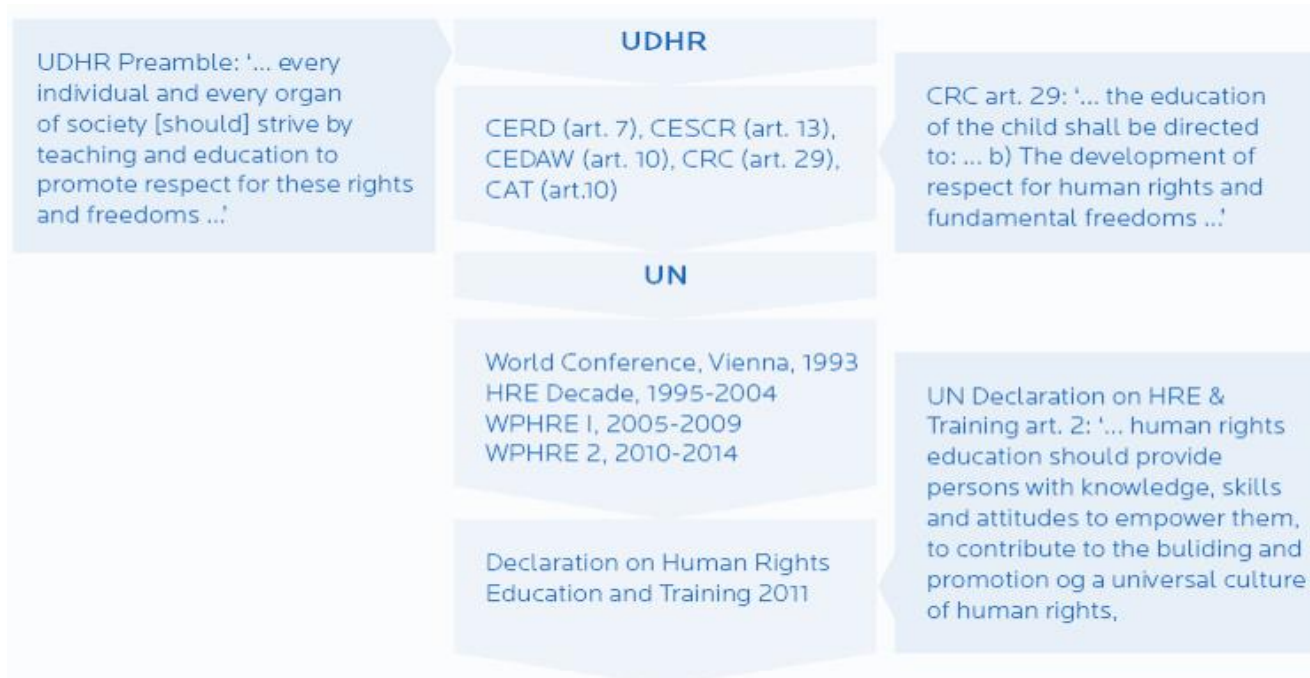 UDHR
UDHR Preamble: ‘... every
individual and every organ
of society [should] strive by
teaching and education to
promote respect for these rights
and freedoms ...’
CERD (art. 7), CESCR (art. 13),
CEDAW (art. 10), CRC (art. 29),
CAT (art.10)
CRC art. 29: ‘... the education
of the child shall be directed
to: ... b) The development of
respect for human rights and
fundamental freedoms ...’
UN
World Conference, Vienna, 1993
HRE Decade, 1995-2004
WPHRE I, 2005-2009
WPHRE 2, 2010-2014
Declaration on Human Rights
Education and Training 2011
UN Declaration on HRE &
Training art. 2: ‘... human rights
education should provide
persons with knowledge, skills
and attitudes to empower them,
to contribute to the buliding and
promotion og a universal culture
of human rights,